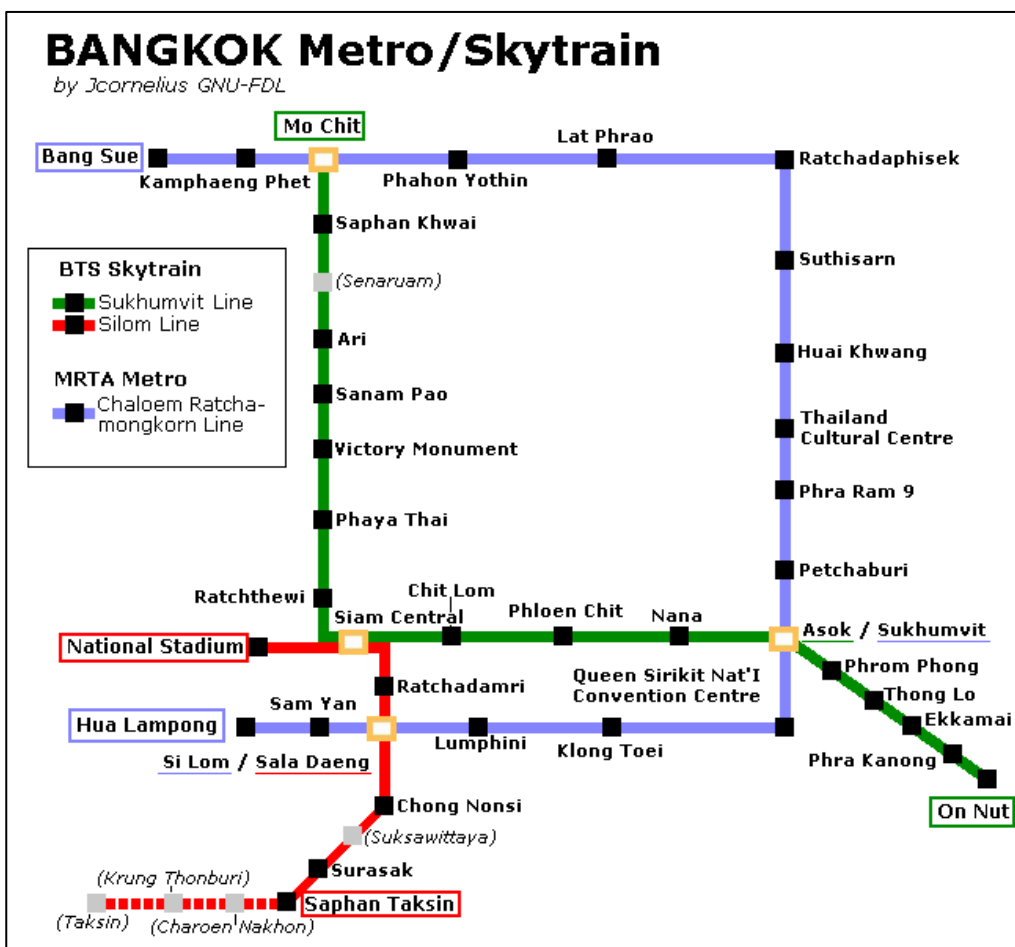 BANGKOK Metro/Skytrain
by Jcornelius GNU-FDL
Mo Chit
Bang Sue
Kamphaeng Phet
Phahon Yothin
Lat Phrao
Ratchadaphisek
Saphan Khwai
Suthisarn
BTS Skytrain
Sukhumvit Line
Silom Line
MRTA Metro
Chaloem Ratcha-
mongkorn Line
(Senaruam)
Ari
Huai Khwang
Sanam Pao
Thailand
Cultural Centre
Victory Monument
Phra Ram 9
Phaya Thai
Petchaburi
Ratchthewi
Siam Central
Chit Lom
Phloen Chit
Nana
Asok / Sukhumvit
National Stadium
Phrom Phong
Ratchadamri
Queen Sirikit Nat'l
Convention Centre
Thong Lo
Ekkamai
Hua Lampong
Sam Yan
Lumphini
Klong Toei
Phra Kanong
Si Lom / Sala Daeng
On Nut
Chong Nonsi
(Suksawittaya)
Surasak
(Krung Thonburi)
Saphan Taksin
(Taksin)
(Charoen Nakhon)